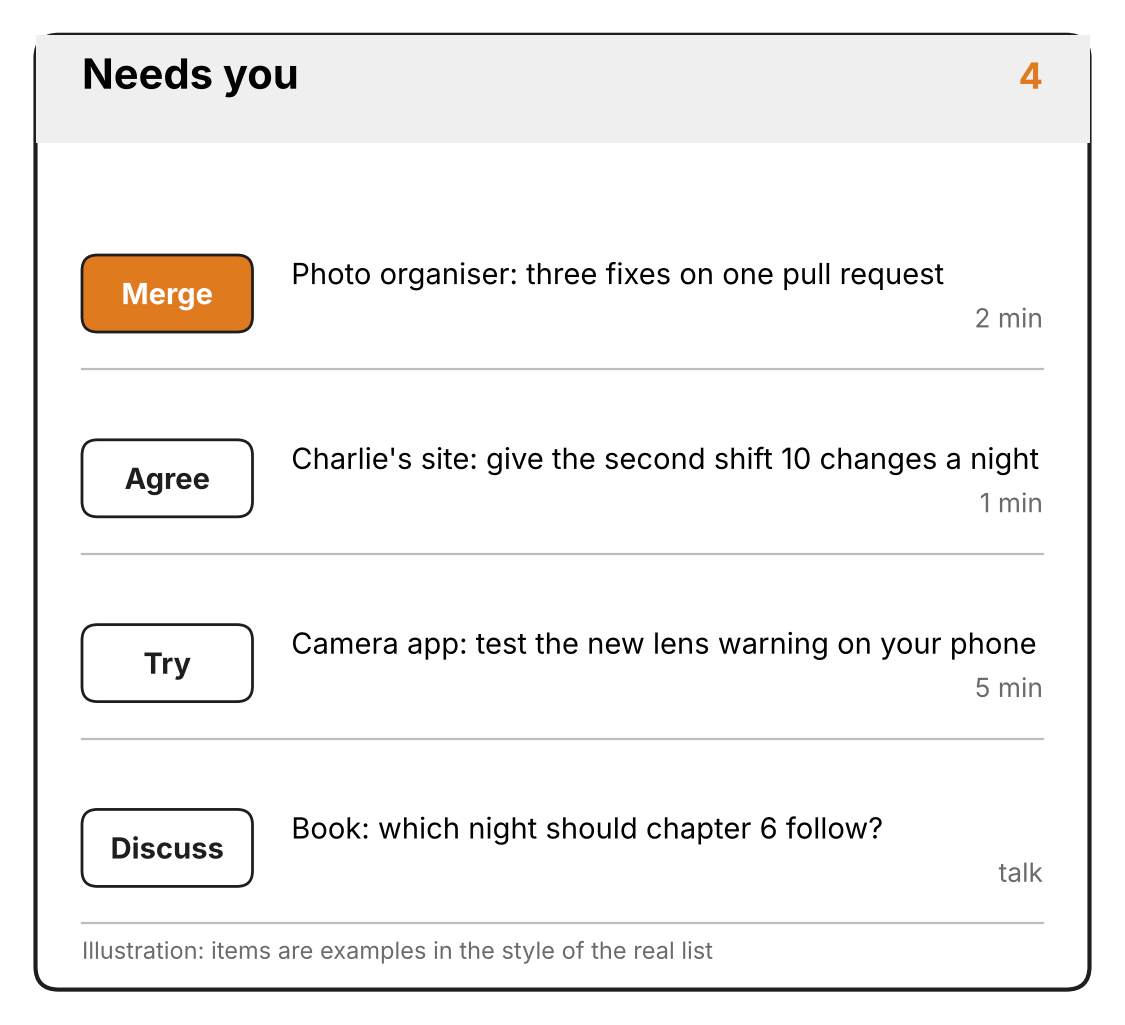 Needs you
4
Merge
Photo organiser: three fixes on one pull request
2 min
Agree
Charlie's site: give the second shift 10 changes a night
1 min
Try
Camera app: test the new lens warning on your phone
5 min
Discuss
Book: which night should chapter 6 follow?
talk
Illustration: items are examples in the style of the real list